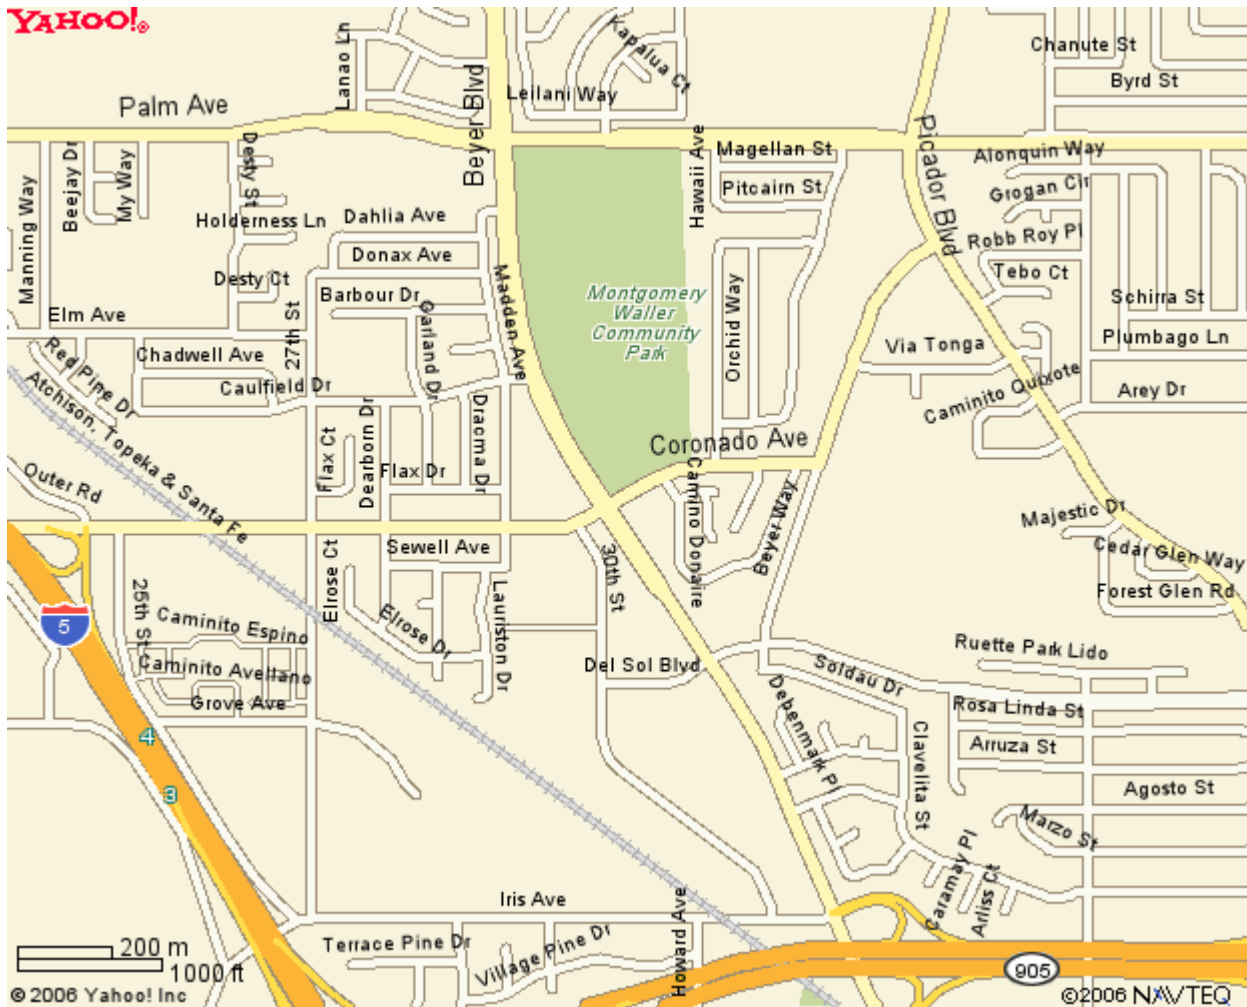 YAHOO!®
Lanao Ln
Kapalua Ct
Chanute St
Byrd St
Leilani Way
Palm Ave
Beyer Blvd
Picador Blvd
Hawaii Ave
Magellan St
Alonquin Way
Manning Way
Beejay Dr
My Way
Desty St
Pitcairn St
Grogan Cir
Holderness Ln
Dahlia Ave
Robb Roy Pl
Donax Ave
Tebo Ct
Desty Ct
Barbour Dr
Madden Ave
Montgomery
Waller
Community
Park
Schirra St
Elm Ave
27th St
Garland Dr
Orchid Way
Via Tonga
Plumbago Ln
Red Pine Dr
Chadwell Ave
Caulfield Dr
Caminito Quixote
Arey Dr
Atchison, Topeka & Santa Fe
Dracma Dr
Coronado Ave
Outer Rd
Flax Ct
Dearborn Dr
Flax Dr
Camino Donaire
Beyer Way
Majestic Dr
Sewell Ave
30th St
Cedar Glen Way
Elrose Ct
Forest Glen Rd
25th St
Caminito Espino
Elrose Dr
Lauriston Dr
5
Ruette Park Lido
Caminito Avellano
Del Sol Blvd
Soldau Dr
Grove Ave
Debenmark Pl
Rosa Linda St
4
Clavelita St
Arruza St
3
Agosto St
Marzo St
Caramay Pl
Arliss Ct
Iris Ave
Howard Ave
Terrace Pine Dr
Village Pine Dr
200 m
1000 ft
905
© 2006 Yahoo! Inc
©2006 NAVTEQ